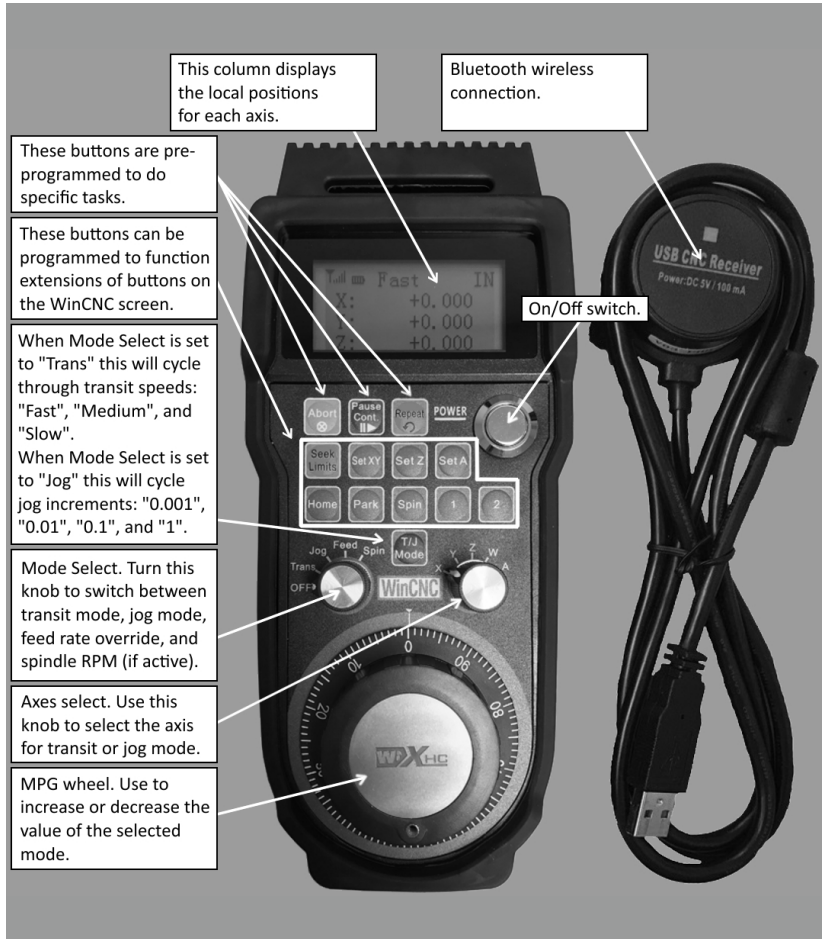 This column displays
the local positions
for each axis.
Bluetooth wireless
connection.
These buttons are pre-
programmed to do
specific tasks.
These buttons can be
programmed to function
extensions of buttons on
the WinCNC screen.
When Mode Select is set
to "Trans" this will cycle
through transit speeds:
"Fast", "Medium", and
"Slow".
When Mode Select is set
to "Jog" this will cycle
jog increments: "0.001",
"0.01", "0.1", and "1".
Mode Select. Turn this
knob to switch between
transit mode, jog mode,
feed rate override, and
spindle RPM (if active).
Axes select. Use this
knob to select the axis
for transit or jog mode.
MPG wheel. Use to
increase or decrease the
value of the selected
mode.
On/Off switch.
Fast IN
X: +0.000
Y: +0.000
Z: +0.000
Abort
Pause
Cont.
Repeat
POWER
Seek
Limits
Set XY
Set Z
Set A
Home
Park
Spin
1
2
T/J
Mode
OFF
Trans
Jog
Feed
Spin
X
Y
Z
W
A
WinCNC
0
10
20
90
80
HC
USB CNC Receiver
Power:DC 5V / 100 mA